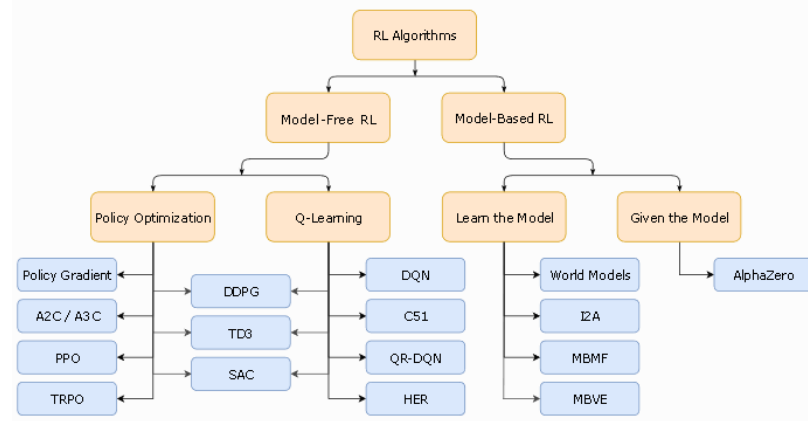 RL Algorithms
Model-Free RL
Model-Based RL
Policy Optimization
Q-Learning
Learn the Model
Given the Model
Policy Gradient
DDPG
DQN
World Models
AlphaZero
A2C / A3C
TD3
C51
I2A
PPO
SAC
QR-DQN
MBMF
TRPO
HER
MBVE